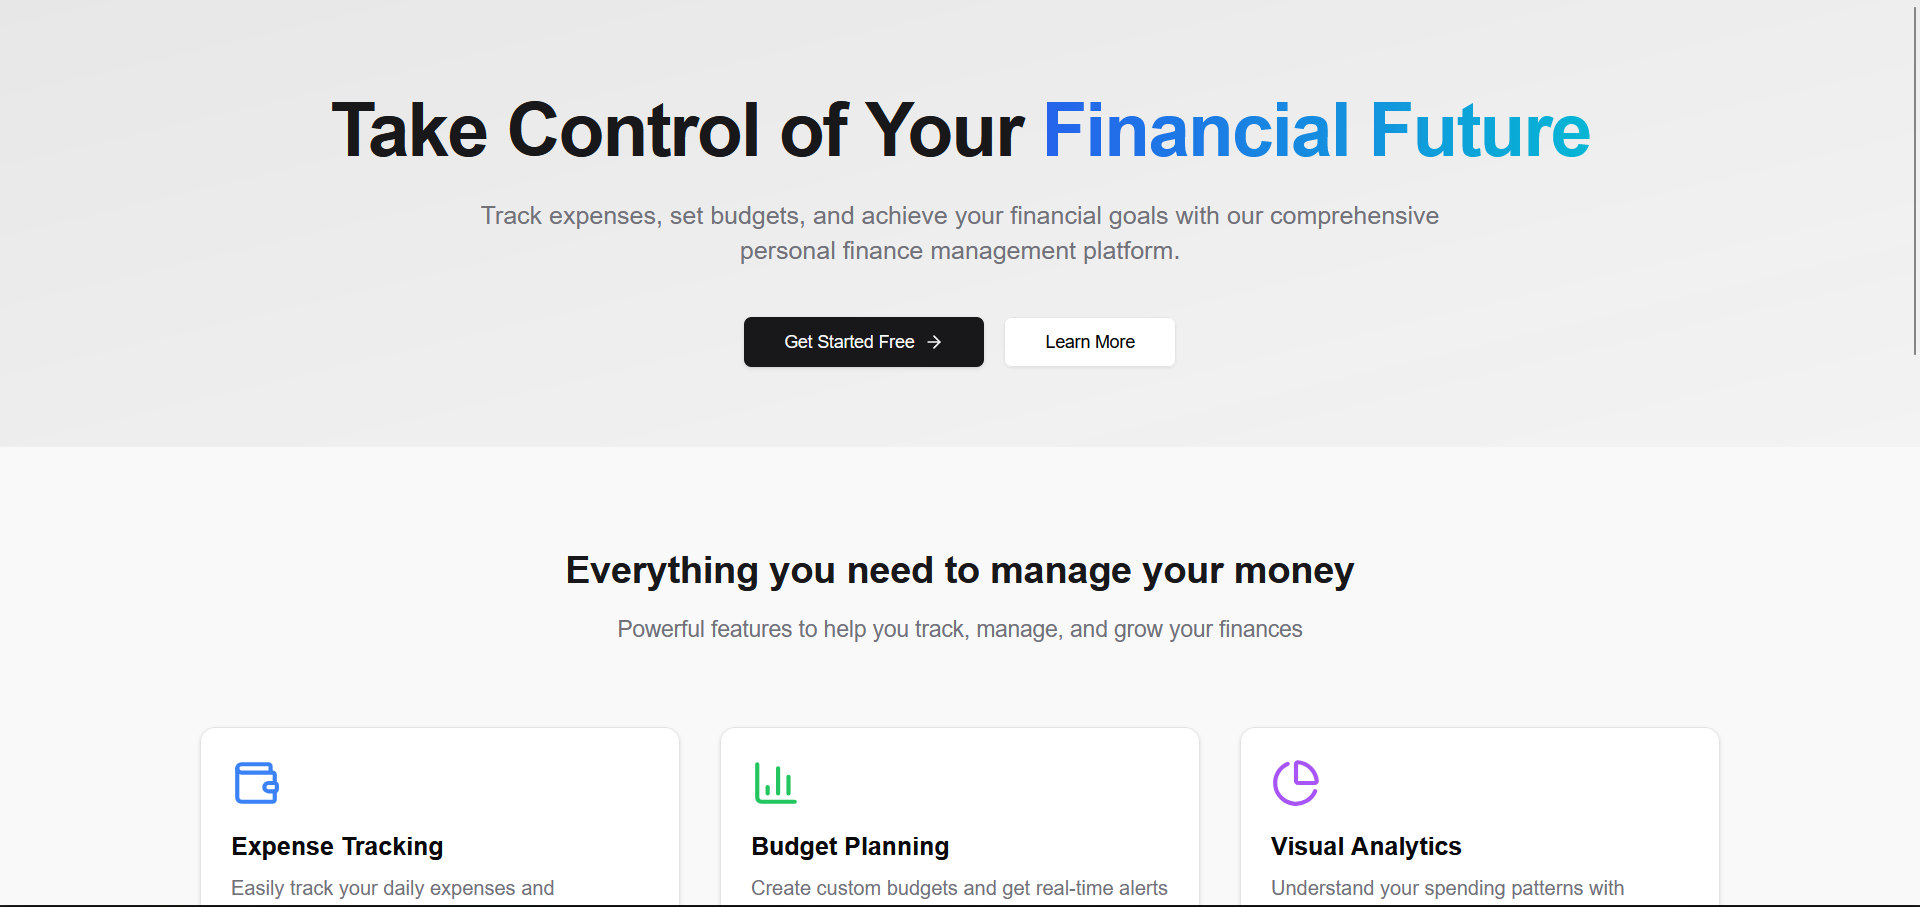 Take Control of Your Financial Future
Track expenses, set budgets, and achieve your financial goals with our comprehensive
personal finance management platform.
Get Started Free
Learn More
Everything you need to manage your money
Powerful features to help you track, manage, and grow your finances
Expense Tracking
Easily track your daily expenses and
Budget Planning
Create custom budgets and get real-time alerts
Visual Analytics
Understand your spending patterns with